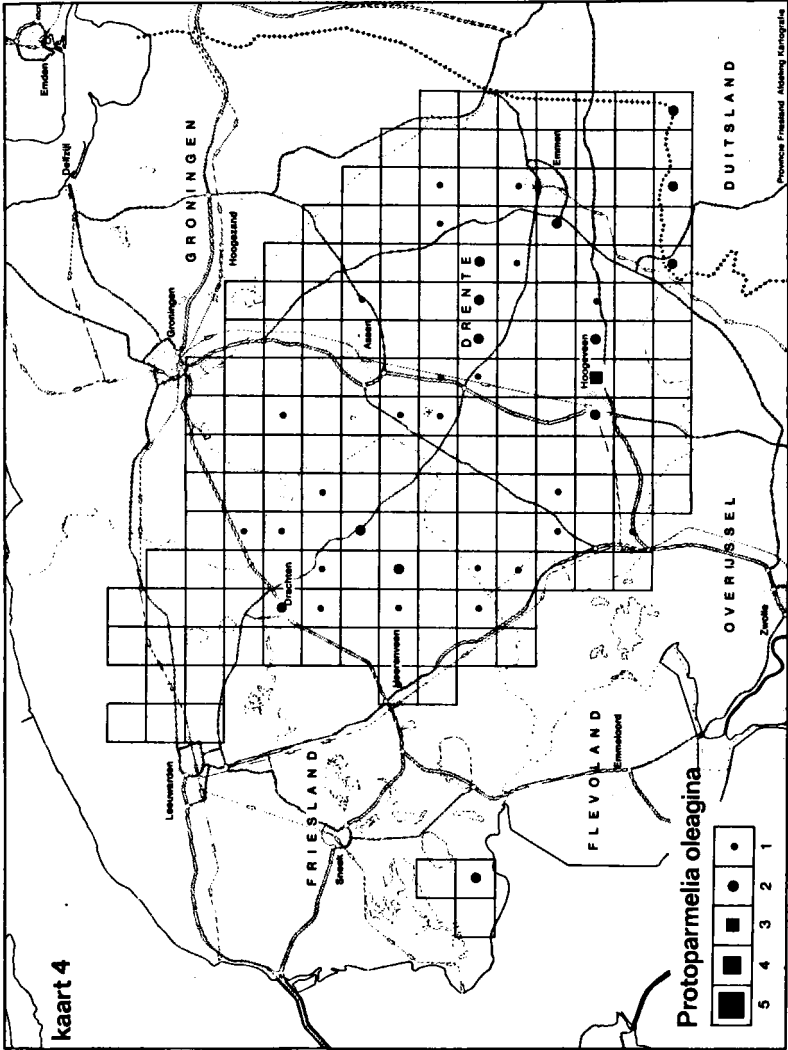 kaart 4
Emden
Delfzijl
Leeuwarden
Groningen
GRONINGEN
Hoogezand
Drachten
FRIESLAND
Sneek
Assen
Heerenveen
DRENTE
Emmen
Hoogeveen
FLEVOLAND
Emmeloord
Protoparmelia oleagina
OVERIJSSEL
DUITSLAND
5 4 3 2 1
Zwolle
Provincie Friesland Afdeling Kartografie